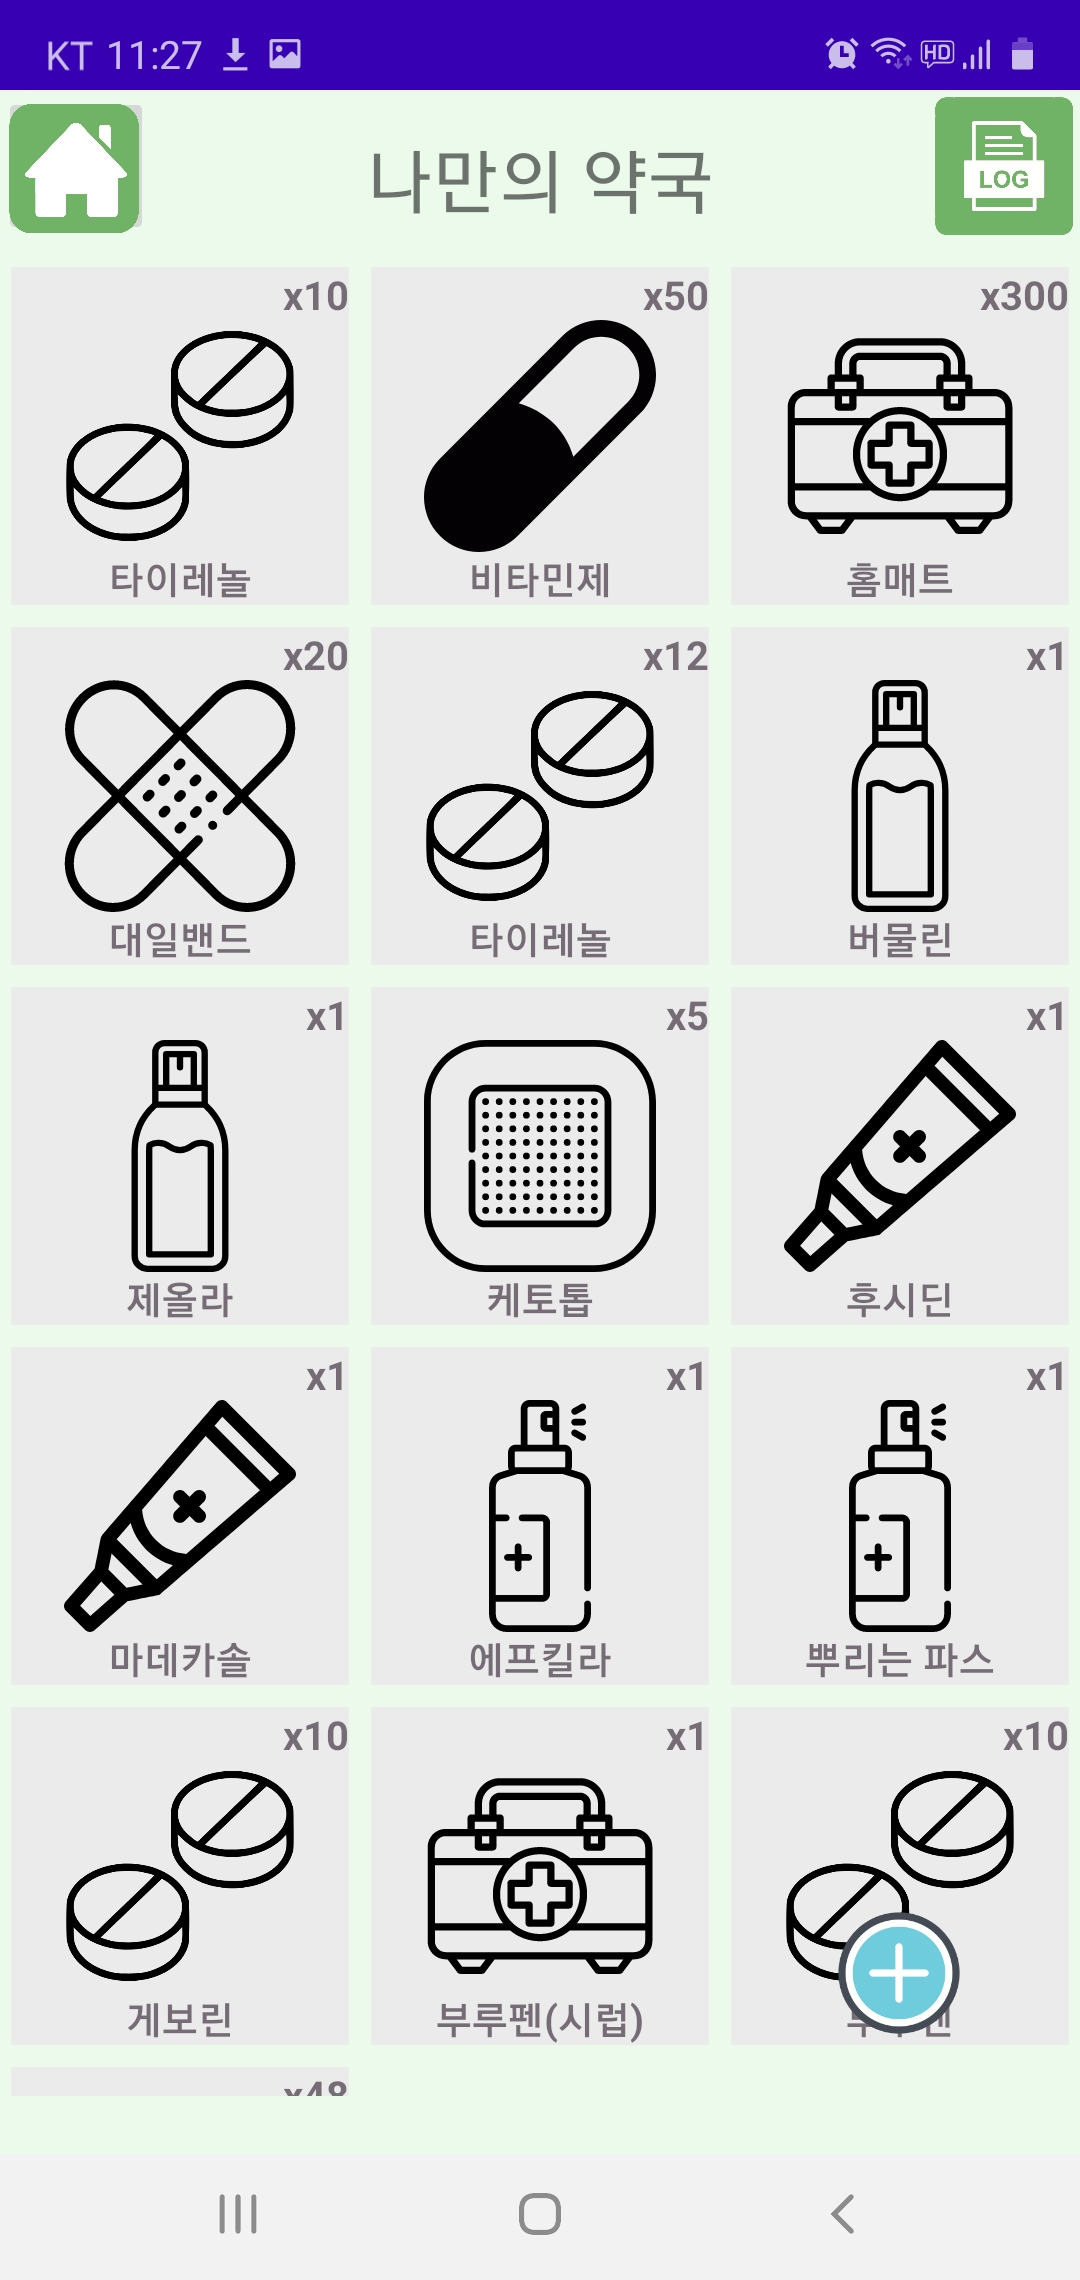 KT 11:27
HD
나만의 약국
LOG
x10
x50
x300
타이레놀
비타민제
홈매트
x20
x12
x1
대일밴드
타이레놀
버물린
x1
x5
x1
제올라
케토톱
후시딘
x1
x1
x1
마데카솔
에프킬라
뿌리는 파스
x10
x1
x10
게보린
부루펜(시럽)
x48